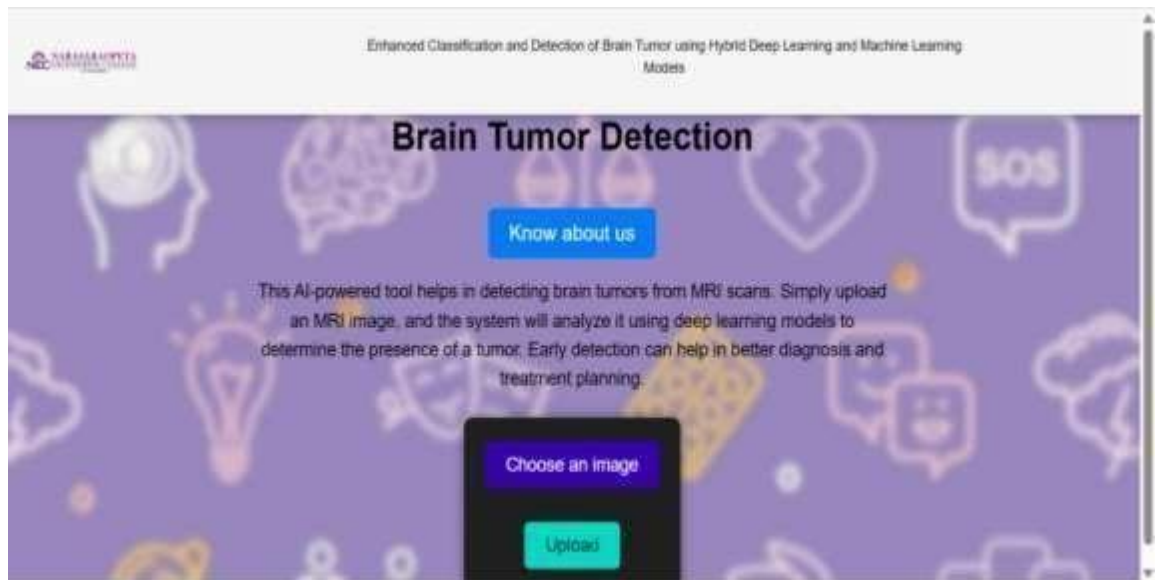 Enhanced Classification and Detection of Brain Tumor using Hybrid Deep Learning and Machine Learning
Models
NARASARAOPETA
NEC
Brain Tumor Detection
SOS
Know about us
This AI-powered tool helps in detecting brain tumors from MRI scans. Simply upload
an MRI image, and the system will analyze it using deep learning models to
determine the presence of a tumor. Early detection can help in better diagnosis and
treatment planning.
Choose an image
Upload